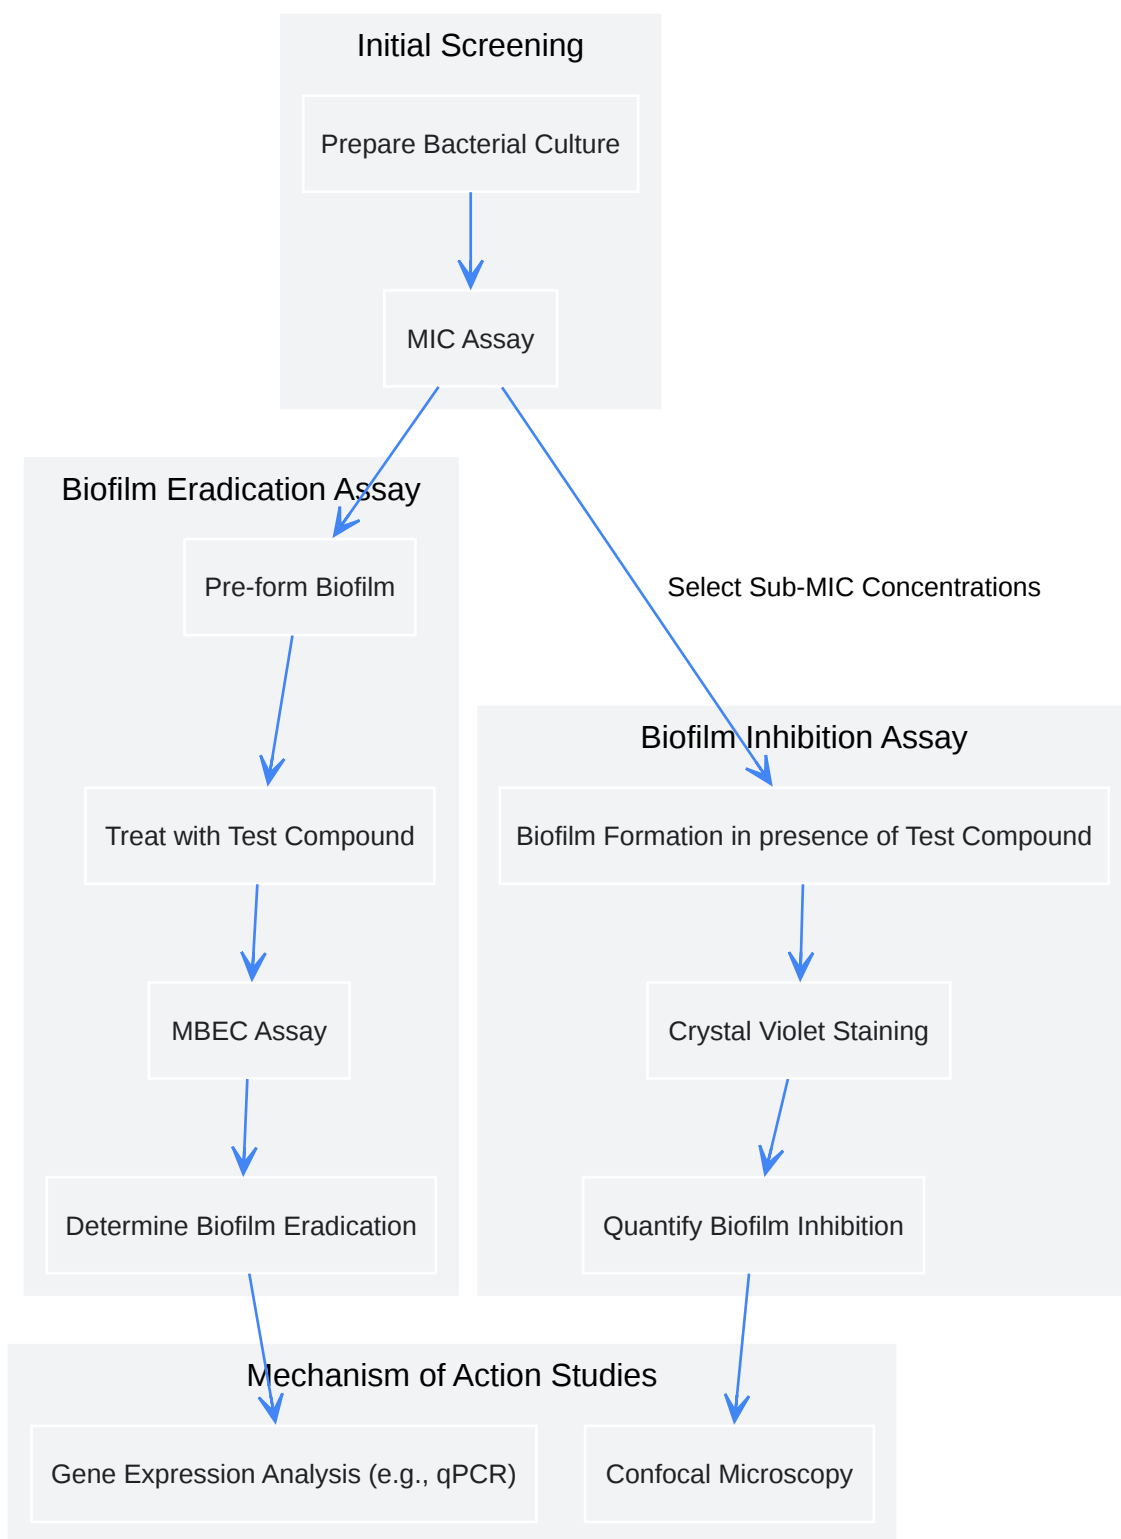 Initial Screening
Prepare Bacterial Culture
MIC Assay
Biofilm Eradication Assay
Pre-form Biofilm
Select Sub-MIC Concentrations
Biofilm Inhibition Assay
Treat with Test Compound
Biofilm Formation in presence of Test Compound
MBEC Assay
Crystal Violet Staining
Determine Biofilm Eradication
Quantify Biofilm Inhibition
Mechanism of Action Studies
Gene Expression Analysis (e.g., qPCR)
Confocal Microscopy